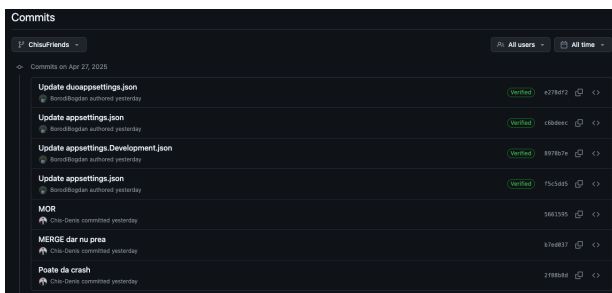 Commits
ChisuFriends
All users
All time
Commits on Apr 27, 2025
Update duoappsettings.json
BorodiBogdan authored yesterday
Verified
e270df2
Update appsettings.json
BorodiBogdan authored yesterday
Verified
c6bdeec
Update appsettings.Development.json
BorodiBogdan authored yesterday
Verified
8970b7e
Update appsettings.json
BorodiBogdan authored yesterday
Verified
f5c5dd5
MOR
Chis-Denis committed yesterday
5661595
MERGE dar nu prea
Chis-Denis committed yesterday
b7ed037
Poate da crash
Chis-Denis committed yesterday
2f08b8d